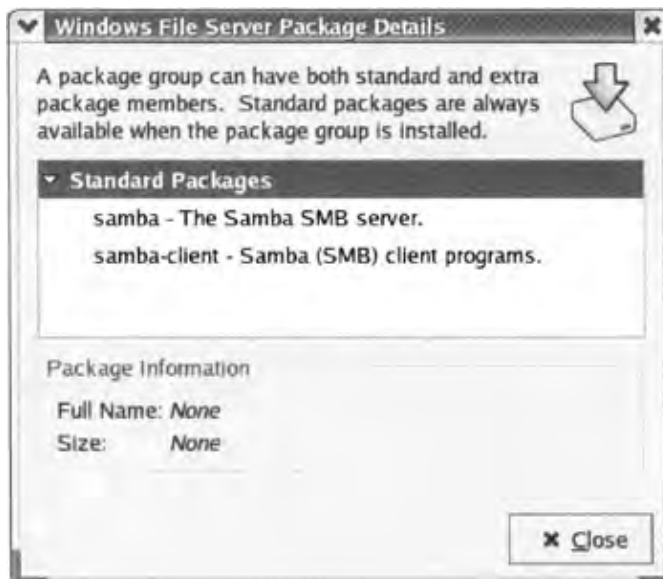 Windows File Server Package Details
A package group can have both standard and extra
package members. Standard packages are always
available when the package group is installed.
Standard Packages
samba - The Samba SMB server.
samba-client - Samba (SMB) client programs.
Package Information
Full Name: None
Size: None
Close